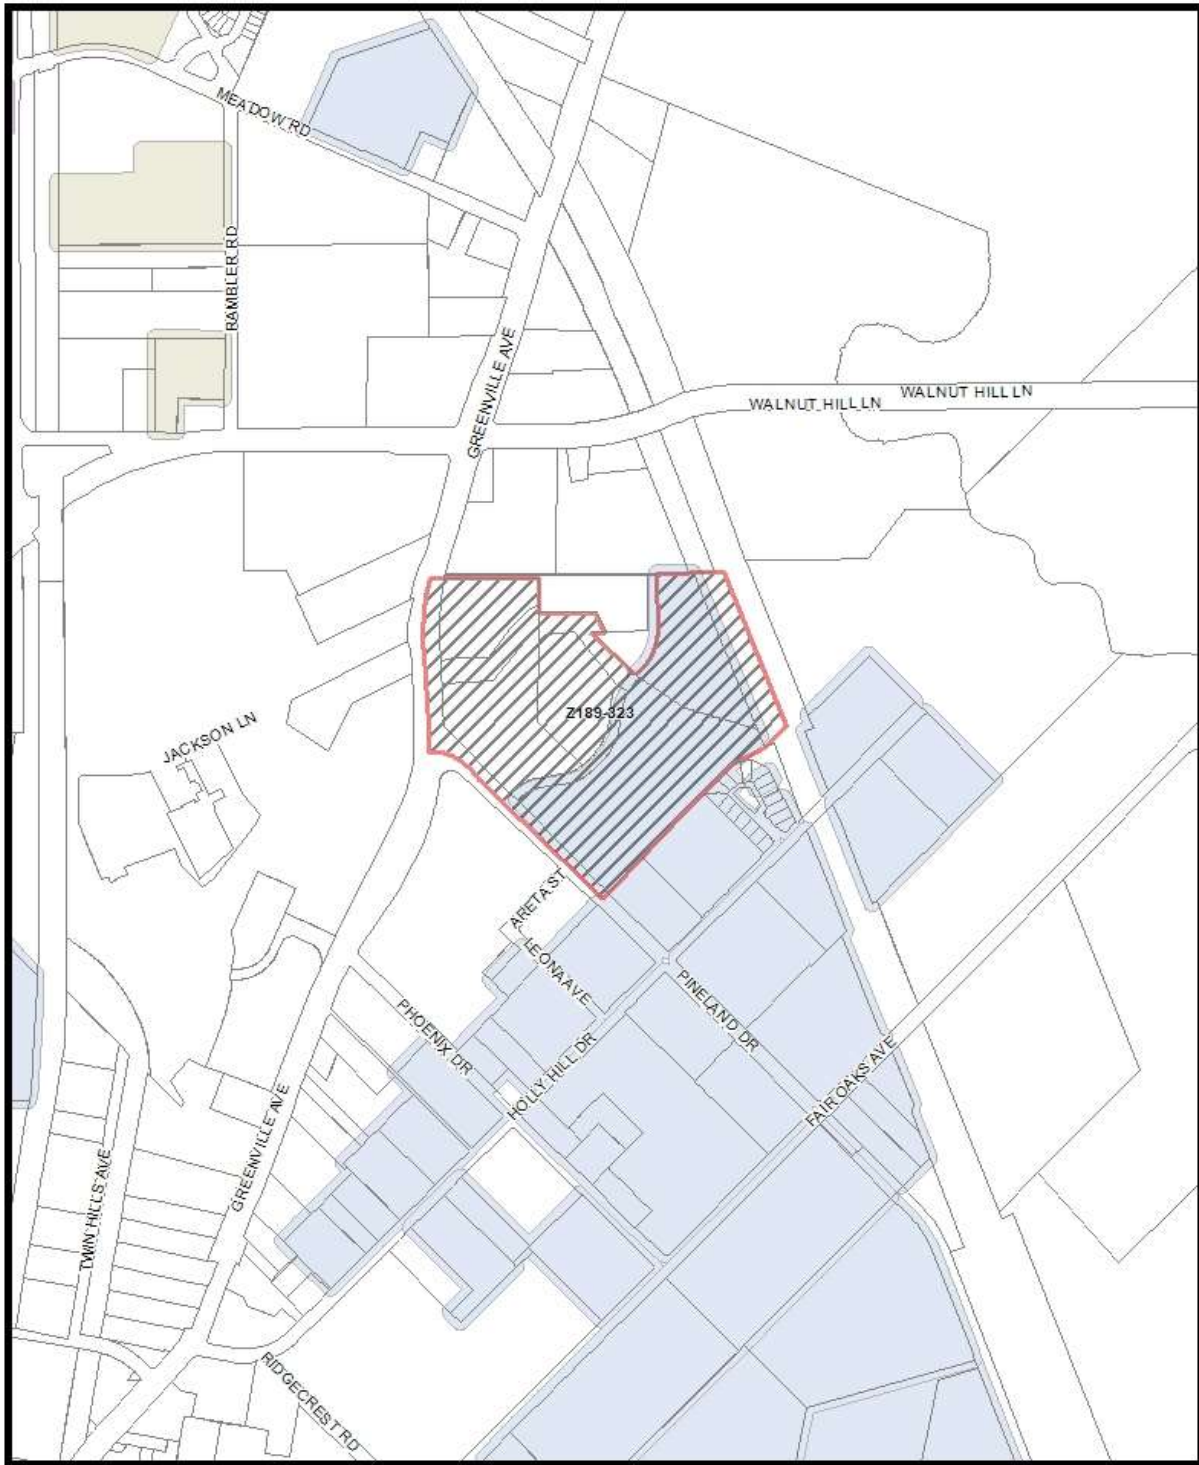 MEADOW RD
RAMBLER RD
GREENVILLE AVE
WALNUT HILL LN
WALNUT HILL LN
Z189-323
JACKSON LN
ARETA ST
LEONA AVE
PINELAND DR
PHOENIX DR
HOLLY HILL DR
FAIR OAKS AVE
GREENVILLE AVE
TWIN HILLS AVE
RIDGECREST RD